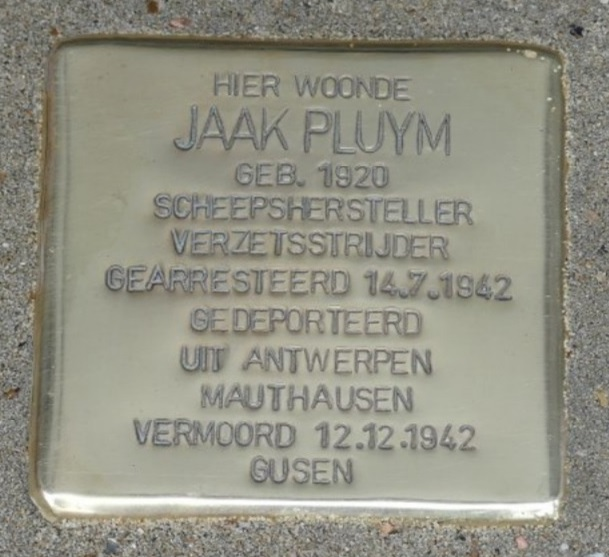 HIER WOONDE
JAAK PLUYM
GEB. 1920
SCHEEPSHERSTELLER
VERZETSSTRIJDER
GEARRESTEERD 14.7.1942
GEDEPORTEERD
UIT ANTWERPEN
MAUTHAUSEN
VERMOORD 12.12.1942
GUSEN